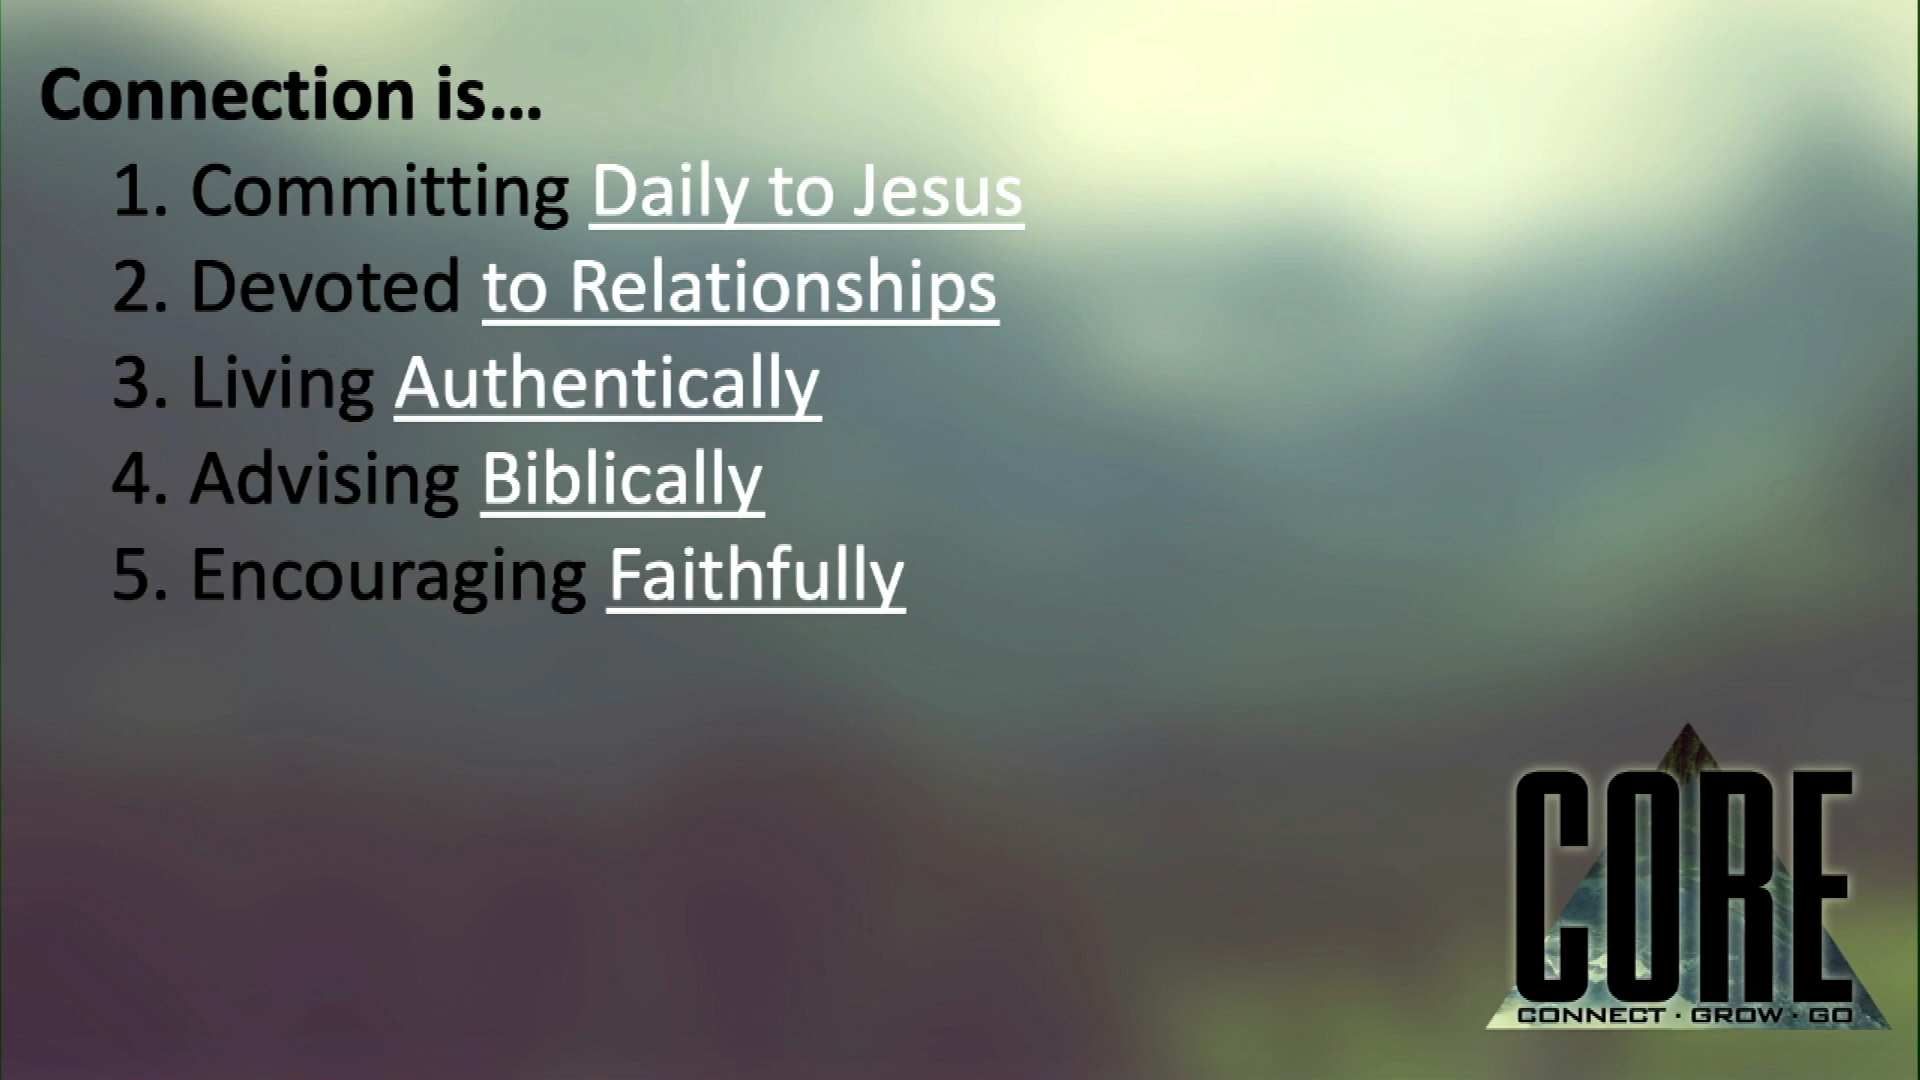 Connection is...
1. Committing Daily to Jesus
2. Devoted to Relationships
3. Living Authentically
4. Advising Biblically
5. Encouraging Faithfully
CORE
CONNECT · GROW · GO